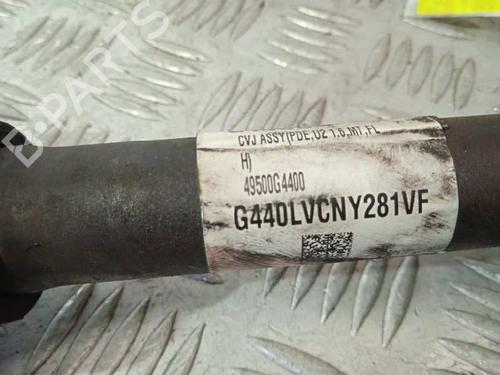 B-PARTS
CVJ ASSY(PDE,U2 1.6,MT,FL
H)
49500G4400
G440LVCNY281VF